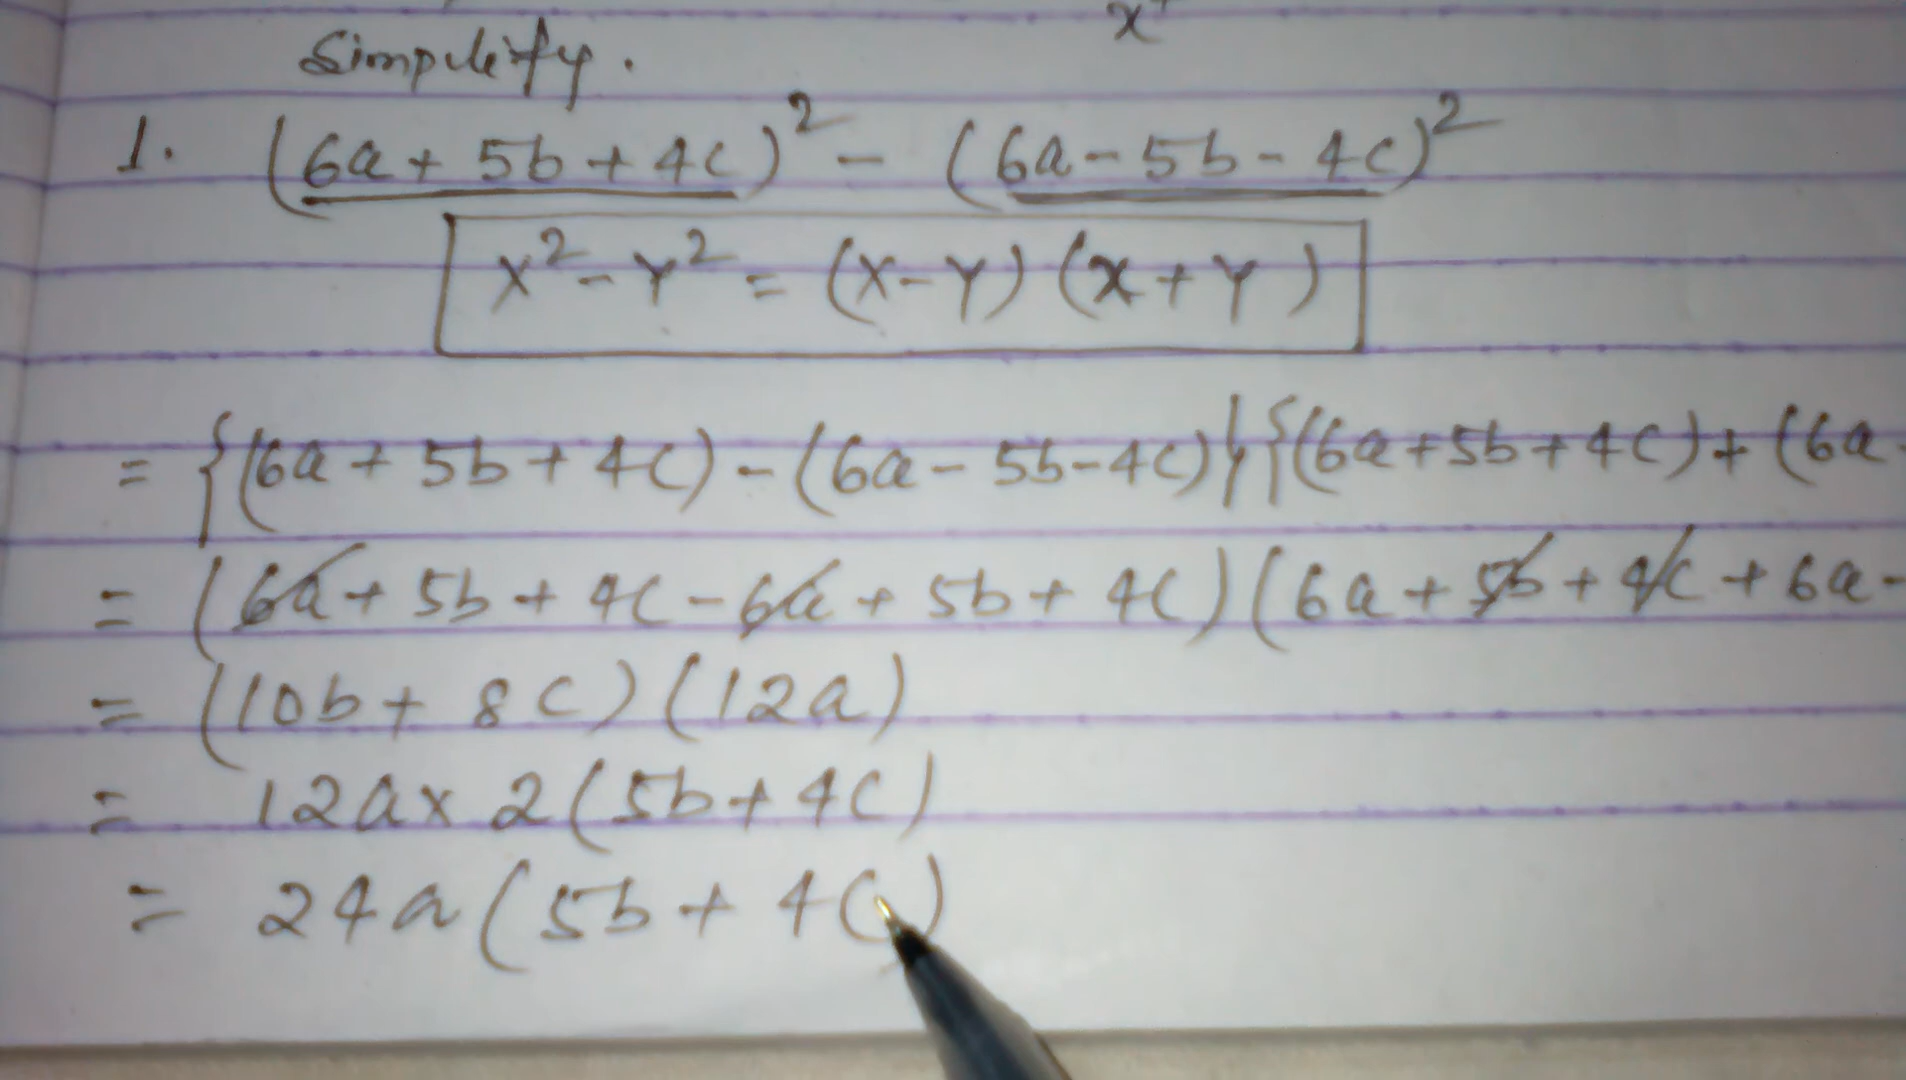 x
Simplify.
1. (6a + 5b + 4c)² - (6a - 5b - 4c)²
x² - y² = (x-y) (x+y)
= {(6a + 5b + 4c) - (6a - 5b - 4c)} {(6a + 5b + 4c) + (6a -
= (6a + 5b + 4c - 6a + 5b + 4c) (6a + 5b + 4c + 6a -
= (10b + 8c) (12a)
= 12a x 2 (5b + 4c)
= 24a (5b + 4c)